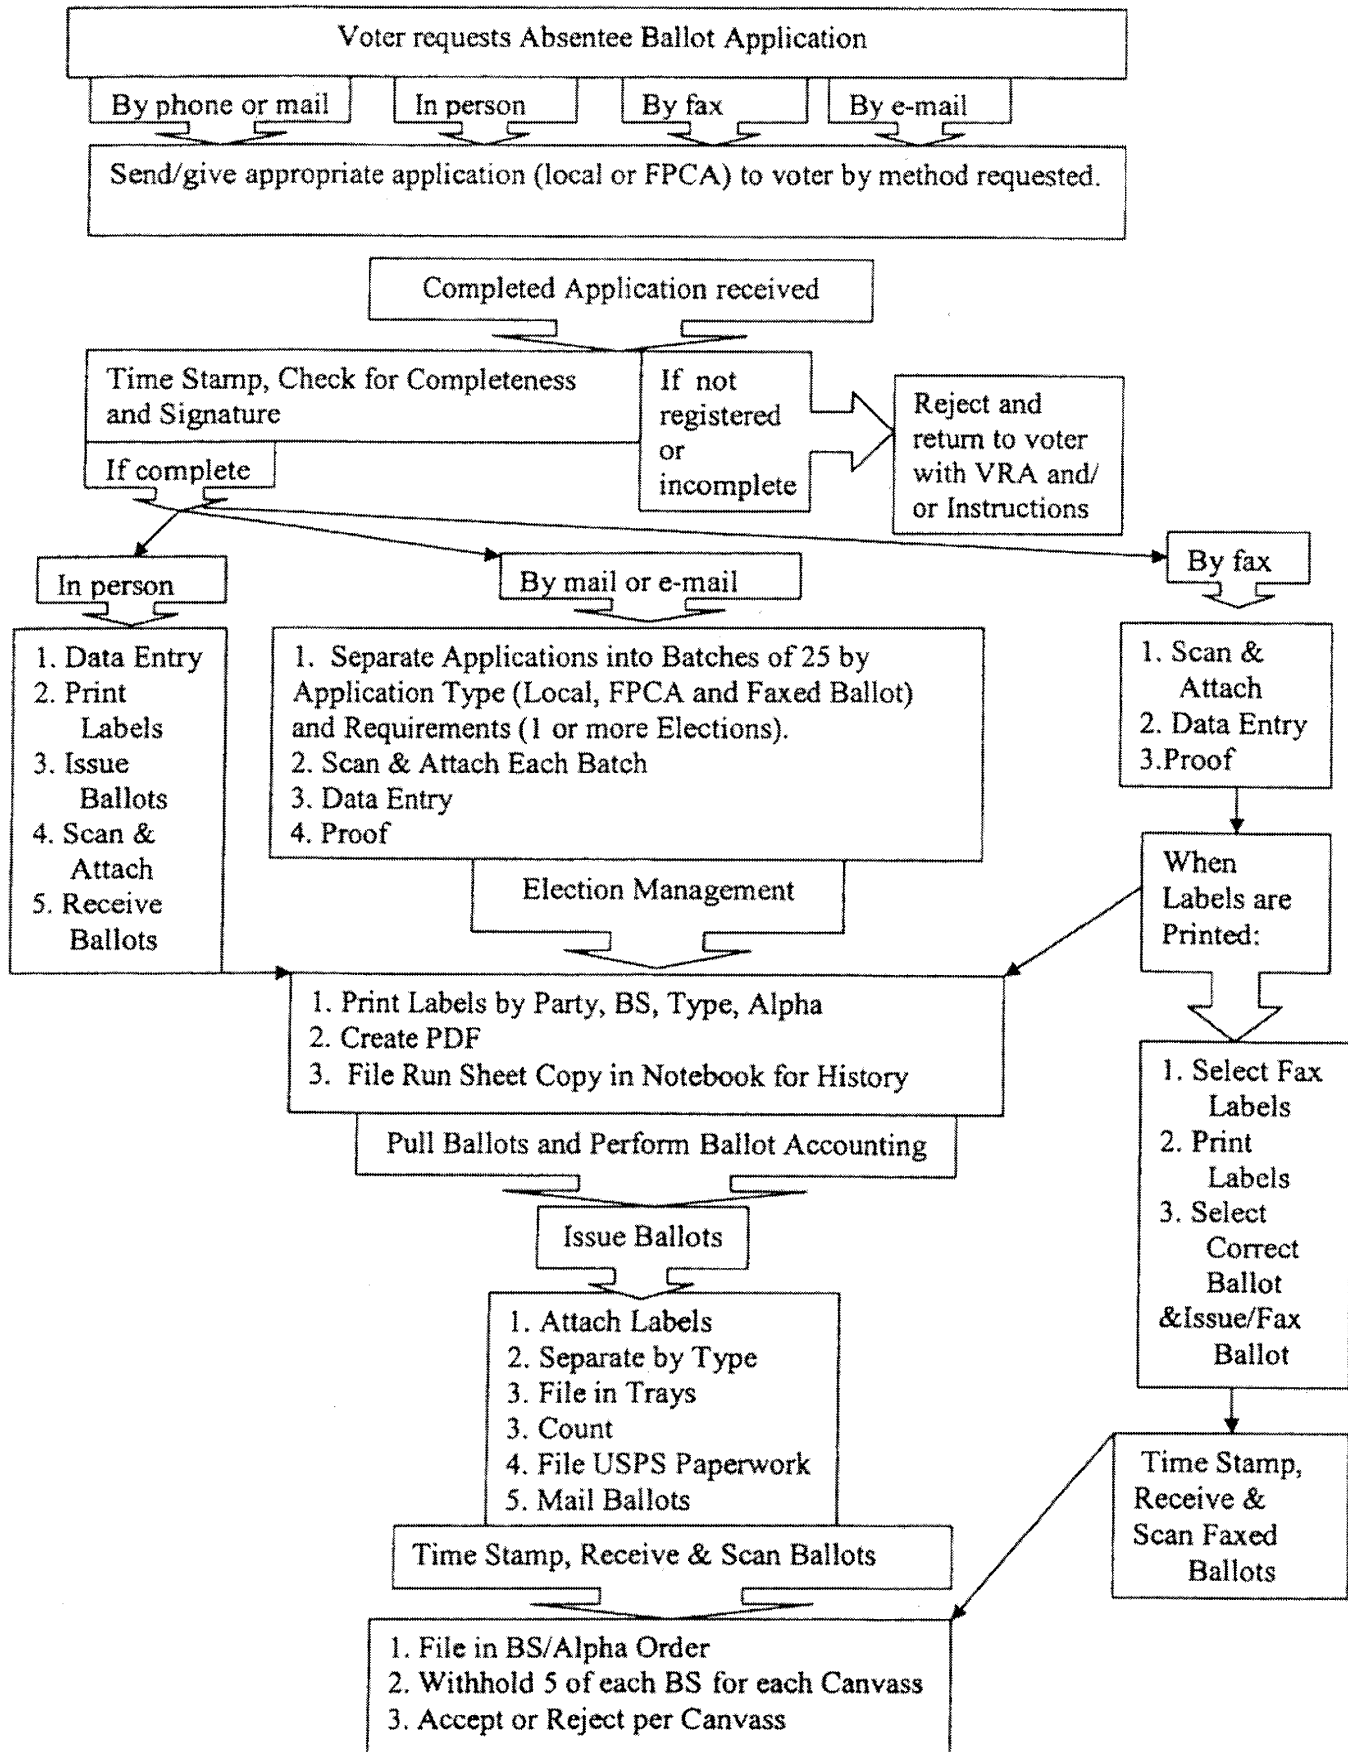 Voter requests Absentee Ballot Application
By phone or mail
In person
By fax
By e-mail
Send/give appropriate application (local or FPCA) to voter by method requested.
Completed Application received
Time Stamp, Check for Completeness
and Signature
If complete
If not
registered
or
incomplete
Reject and
return to voter
with VRA and/
or Instructions
In person
By mail or e-mail
By fax
1. Data Entry
2. Print
Labels
3. Issue
Ballots
4. Scan &
Attach
5. Receive
Ballots
1. Separate Applications into Batches of 25 by
Application Type (Local, FPCA and Faxed Ballot)
and Requirements (1 or more Elections).
2. Scan & Attach Each Batch
3. Data Entry
4. Proof
1. Scan &
Attach
2. Data Entry
3.Proof
Election Management
When
Labels are
Printed:
1. Print Labels by Party, BS, Type, Alpha
2. Create PDF
3. File Run Sheet Copy in Notebook for History
Pull Ballots and Perform Ballot Accounting
Issue Ballots
1. Attach Labels
2. Separate by Type
3. File in Trays
3. Count
4. File USPS Paperwork
5. Mail Ballots
1. Select Fax
Labels
2. Print
Labels
3. Select
Correct
Ballot
&Issue/Fax
Ballot
Time Stamp,
Receive &
Scan Faxed
Ballots
Time Stamp, Receive & Scan Ballots
1. File in BS/Alpha Order
2. Withhold 5 of each BS for each Canvass
3. Accept or Reject per Canvass